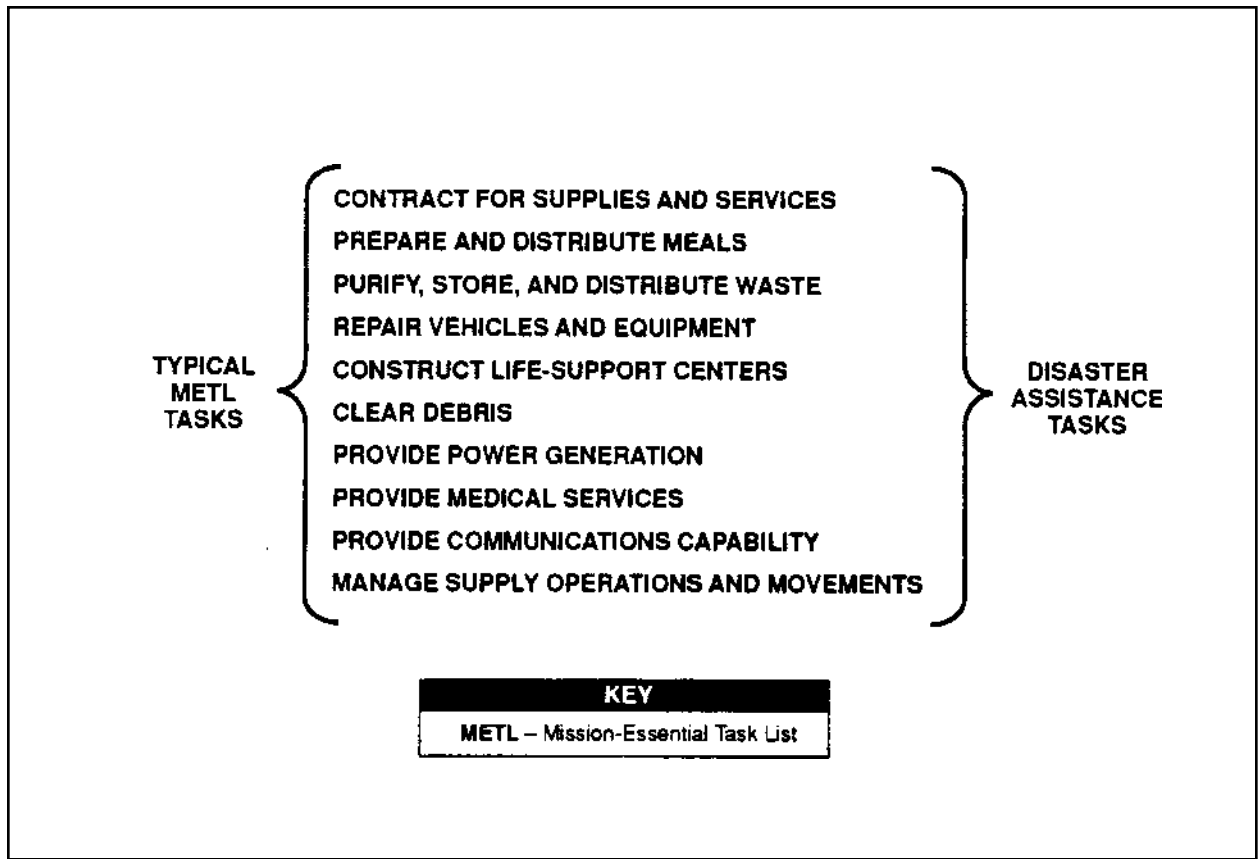 CONTRACT FOR SUPPLIES AND SERVICES
PREPARE AND DISTRIBUTE MEALS
PURIFY, STORE, AND DISTRIBUTE WASTE
REPAIR VEHICLES AND EQUIPMENT
TYPICAL
METL
TASKS
CONSTRUCT LIFE-SUPPORT CENTERS
CLEAR DEBRIS
PROVIDE POWER GENERATION
PROVIDE MEDICAL SERVICES
PROVIDE COMMUNICATIONS CAPABILITY
MANAGE SUPPLY OPERATIONS AND MOVEMENTS
DISASTER
ASSISTANCE
TASKS
KEY
METL – Mission-Essential Task List